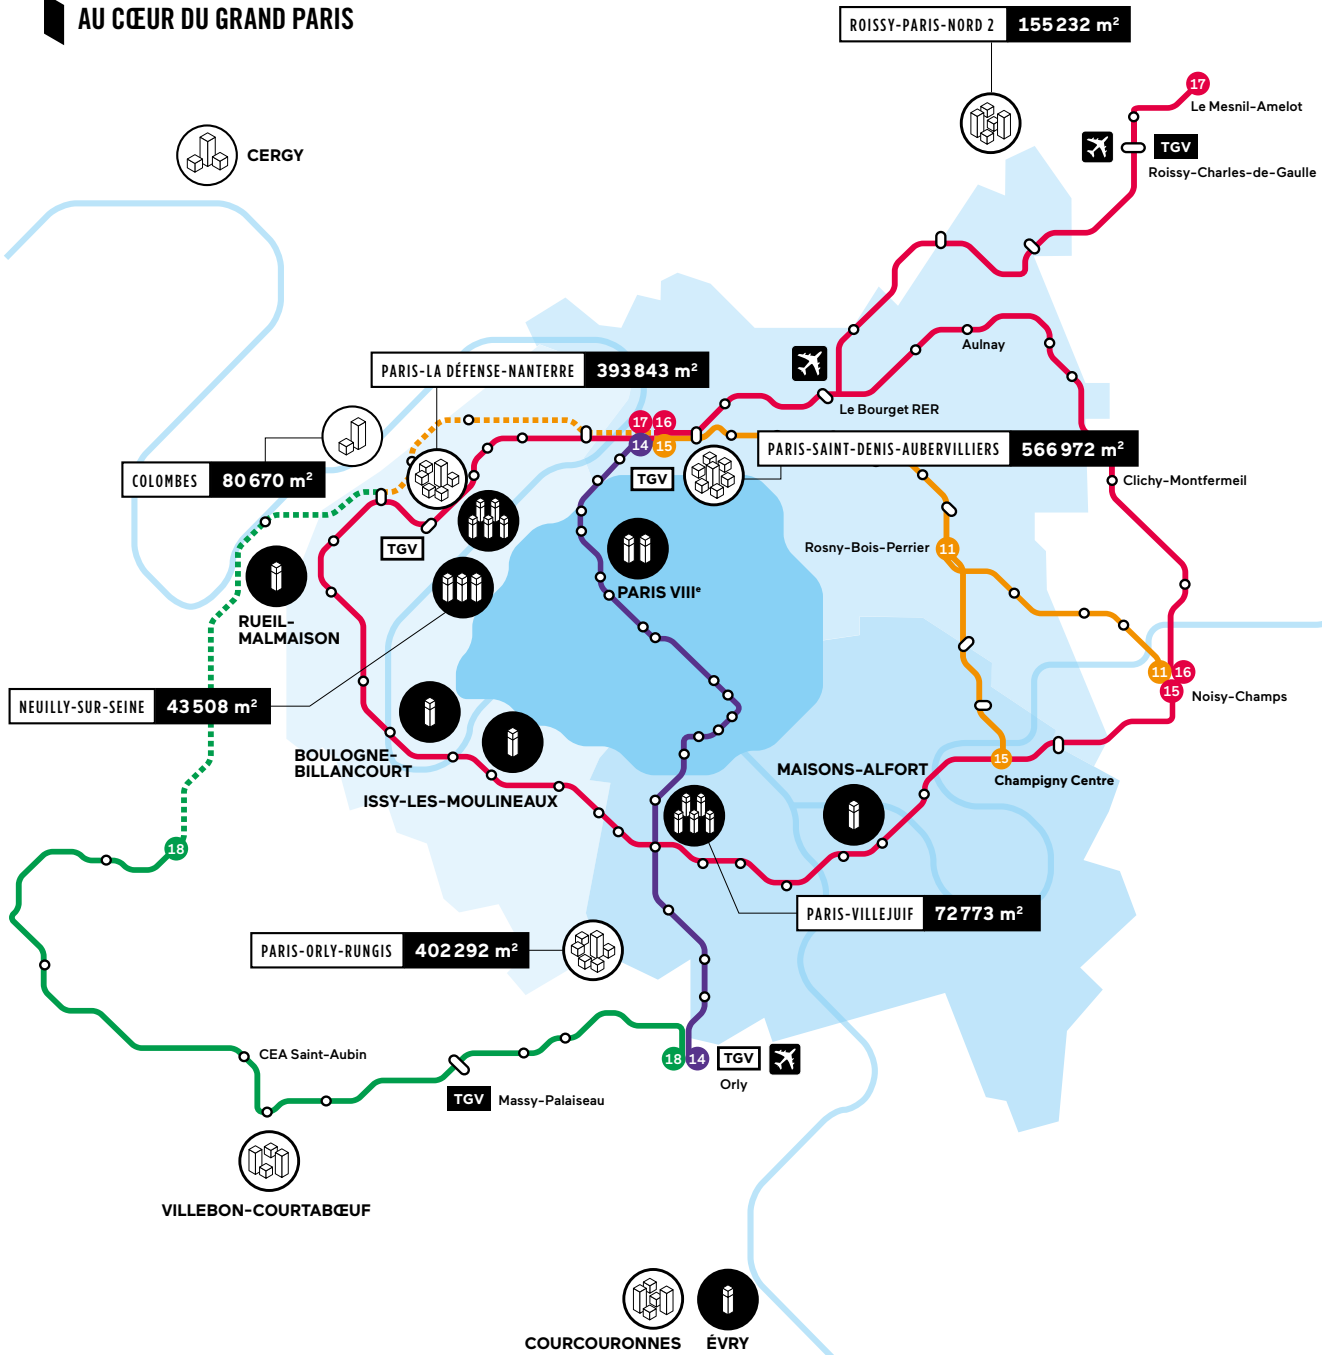 AU CŒUR DU GRAND PARIS
ROISSY-PARIS-NORD 2 155 232 m²
17
Le Mesnil-Amelot
TGV
Roissy-Charles-de-Gaulle
CERGY
Aulnay
PARIS-LA DÉFENSE-NANTERRE 393 843 m²
Le Bourget RER
17 16
14 15
PARIS-SAINT-DENIS-AUBERVILLIERS 566 972 m²
COLOMBES 80 670 m²
TGV
Clichy-Montfermeil
TGV
Rosny-Bois-Perrier 11
PARIS VIIIe
RUEIL-
MALMAISON
11 16
15
Noisy-Champs
NEUILLY-SUR-SEINE 43 508 m²
BOULOGNE-
BILLANCOURT
ISSY-LES-MOULINEAUX
MAISONS-ALFORT
15
Champigny Centre
18
PARIS-VILLEJUIF 72 773 m²
PARIS-ORLY-RUNGIS 402 292 m²
CEA Saint-Aubin
18 14 TGV
Orly
TGV Massy-Palaiseau
VILLEBON-COURTABŒUF
COURCOURONNES ÉVRY